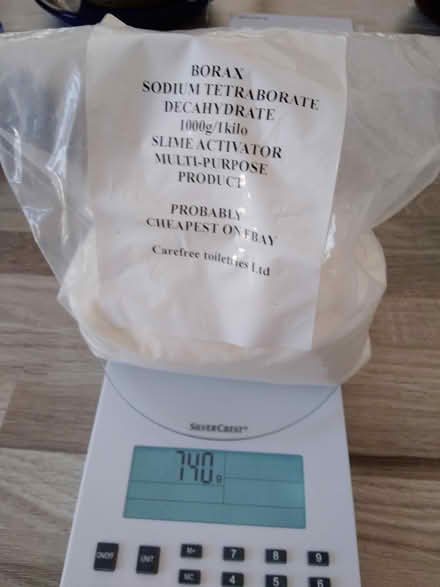 BORAX
SODIUM TETRABORATE
DECAHYDRATE
1000g/1kilo
SLIME ACTIVATOR
MULTI-PURPOSE
PRODUCT
PROBABLY
CHEAPEST ON EBAY
Carefree toiletries Ltd
SILVERCREST®
740g
ON/OFF UNIT M+ 7 8 9
MC 4 5 6